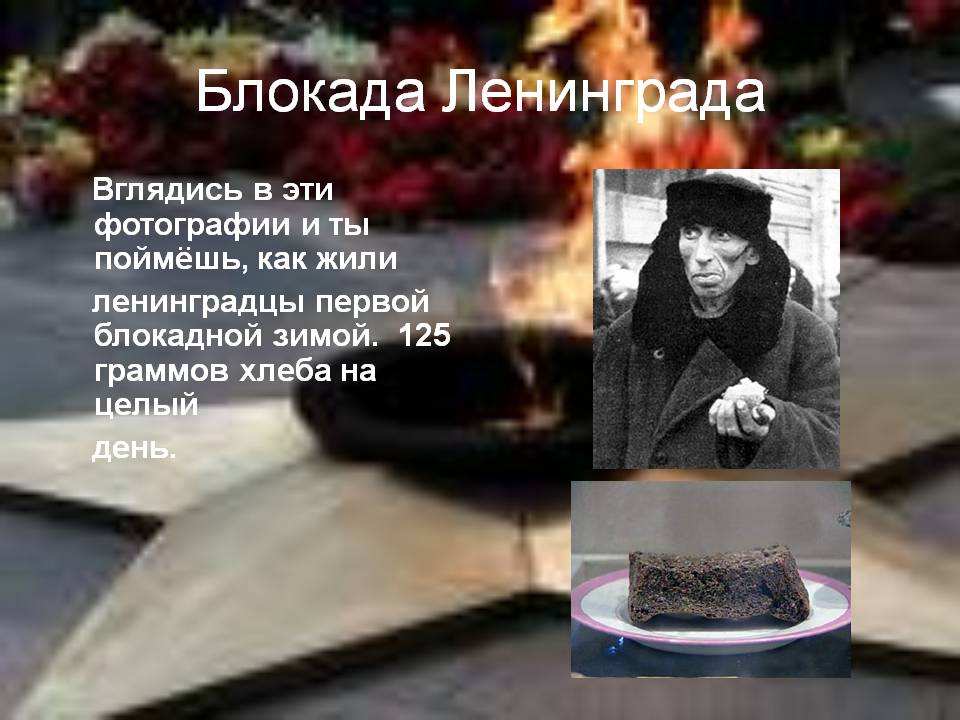 Блокада Ленинграда
Вглядись в эти
фотографии и ты
поймёшь, как жили
ленинградцы первой
блокадной зимой. 125
граммов хлеба на
целый
день.